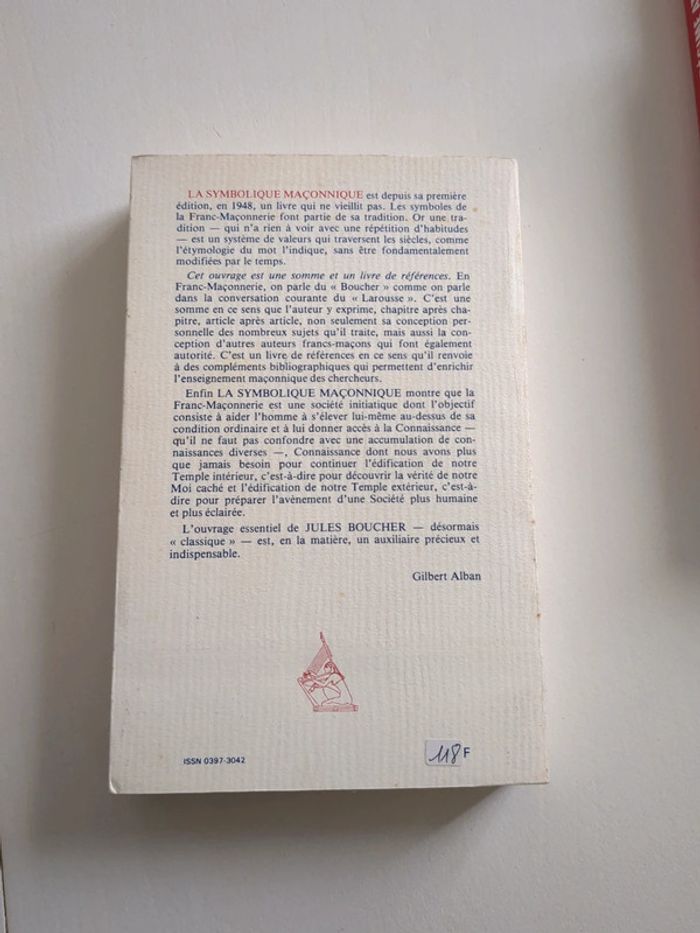 LA SYMBOLIQUE MAÇONNIQUE est depuis sa première
édition, en 1948, un livre qui ne vieillit pas. Les symboles de
la Franc-Maçonnerie font partie de sa tradition. Or une tra-
dition — qui n'a rien à voir avec une répétition d'habitudes
— est un système de valeurs qui traversent les siècles, comme
l'étymologie du mot l'indique, sans être fondamentalement
modifiées par le temps.
Cet ouvrage est une somme et un livre de références. En
Franc-Maçonnerie, on parle du « Boucher » comme on parle
dans la conversation courante du « Larousse ». C'est une
somme en ce sens que l'auteur y exprime, chapitre après cha-
pitre, article après article, non seulement sa conception per-
sonnelle des nombreux sujets qu'il traite, mais aussi la con-
ception d'autres auteurs francs-maçons qui font également
autorité. C'est un livre de références en ce sens qu'il renvoie
à des compléments bibliographiques qui permettent d'enrichir
l'enseignement maçonnique des chercheurs.
Enfin LA SYMBOLIQUE MAÇONNIQUE montre que la
Franc-Maçonnerie est une société initiatique dont l'objectif
consiste à aider l'homme à s'élever lui-même au-dessus de sa
condition ordinaire et à lui donner accès à la Connaissance —
qu'il ne faut pas confondre avec une accumulation de con-
naissances diverses —, Connaissance dont nous avons plus
que jamais besoin pour continuer l'édification de notre
Temple intérieur, c'est-à-dire pour découvrir la vérité de notre
Moi caché et l'édification de notre Temple extérieur, c'est-à-
dire pour préparer l'avènement d'une Société plus humaine
et plus éclairée.
L'ouvrage essentiel de JULES BOUCHER — désormais
« classique » — est, en la matière, un auxiliaire précieux et
indispensable.
Gilbert Alban
ISSN 0397-3042
118 F